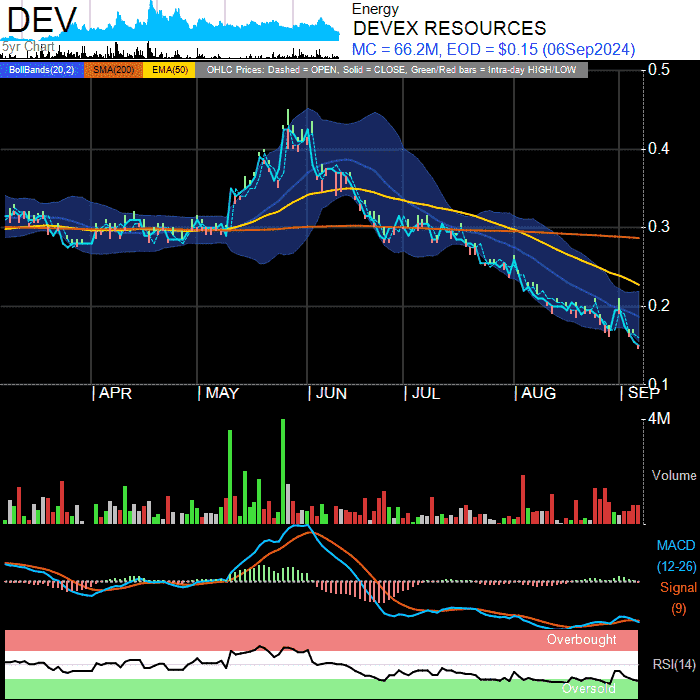 DEV
Energy
DEVEX RESOURCES
MC = 66.2M, EOD = $0.15 (06Sep2024)
5yr Chart
BollBands(20,2) SMA(200) EMA(50) OHLC Prices: Dashed = OPEN, Solid = CLOSE, Green/Red bars = Intra-day HIGH/LOW
0.5
0.4
0.3
0.2
0.1
APR MAY JUN JUL AUG SEP
4M
Volume
MACD
(12-26)
Signal
(9)
Overbought
RSI(14)
Oversold